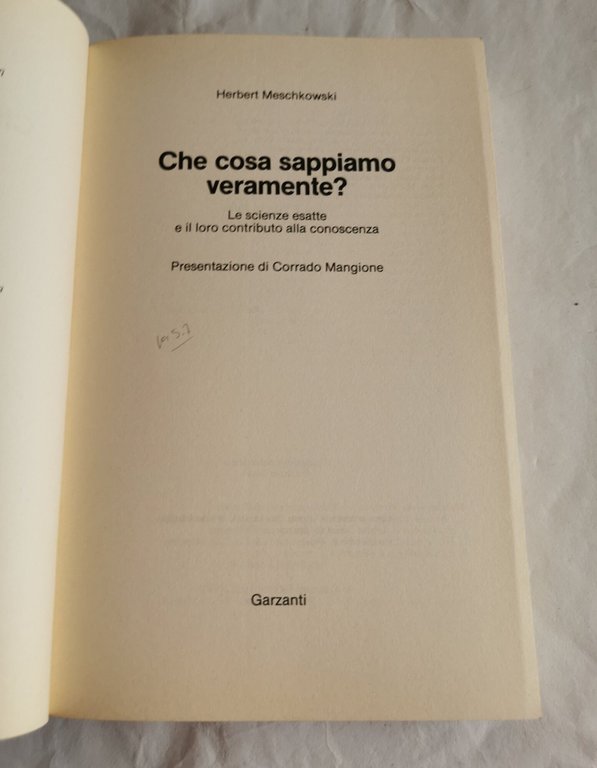 Herbert Meschkowski
Che cosa sappiamo
veramente?
Le scienze esatte
e il loro contributo alla conoscenza
Presentazione di Corrado Mangione
Garzanti